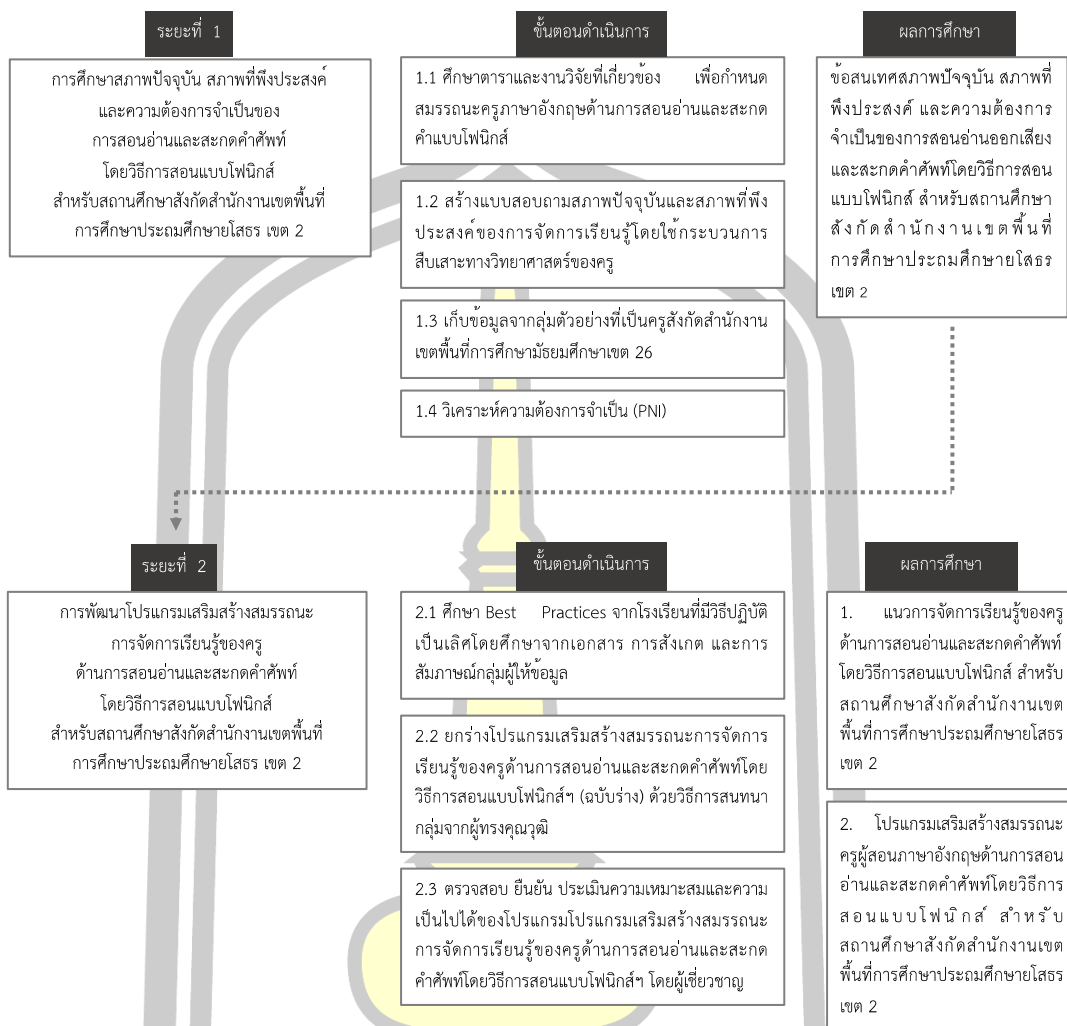 ระยะที่ 1
การศึกษาสภาพปัจจุบัน สภาพที่พึงประสงค์
และความต้องการจำเป็นของ
การสอนอ่านและสะกดคำศัพท์
โดยวิธีการสอนแบบโฟนิกส์
สำหรับสถานศึกษาสังกัดสำนักงานเขตพื้นที่
การศึกษาประถมศึกษายโสธร เขต 2
ขั้นตอนดำเนินการ
1.1 ศึกษาตาราและงานวิจัยที่เกี่ยวข้อง เพื่อกำหนด
สมรรถนะครูภาษาอังกฤษด้านการสอนอ่านและสะกด
คำแบบโฟนิกส์
1.2 สร้างแบบสอบถามสภาพปัจจุบันและสภาพที่พึง
ประสงค์ของการจัดการเรียนรู้โดยใช้กระบวนการ
สืบเสาะทางวิทยาศาสตร์ของครู
1.3 เก็บข้อมูลจากลุ่มตัวอย่างที่เป็นครูสังกัดสำนักงาน
เขตพื้นที่การศึกษามัธยมศึกษาเขต 26
1.4 วิเคราะห์ความต้องการจำเป็น (PNI)
ผลการศึกษา
ข้อสนเทศสภาพปัจจุบัน สภาพที่
พึงประสงค์ และความต้องการ
จำเป็นของการสอนอ่านออกเสียง
และสะกดคำศัพท์โดยวิธีการสอน
แบบโฟนิกส์ สำหรับสถานศึกษา
สังกัดสำนักงานเขตพื้นที่
การศึกษาประถมศึกษายโสธร
เขต 2
ระยะที่ 2
การพัฒนาโปรแกรมเสริมสร้างสมรรถนะ
การจัดการเรียนรู้ของครู
ด้านการสอนอ่านและสะกดคำศัพท์
โดยวิธีการสอนแบบโฟนิกส์
สำหรับสถานศึกษาสังกัดสำนักงานเขตพื้นที่
การศึกษาประถมศึกษายโสธร เขต 2
ขั้นตอนดำเนินการ
2.1 ศึกษา Best Practices จากโรงเรียนที่มีวิธีปฏิบัติ
เป็นเลิศโดยศึกษาจากเอกสาร การสังเกต และการ
สัมภาษณ์กลุ่มผู้ให้ข้อมูล
2.2 ยกร่างโปรแกรมเสริมสร้างสมรรถนะการจัดการ
เรียนรู้ของครูด้านการสอนอ่านและสะกดคำศัพท์โดย
วิธีการสอนแบบโฟนิกส์ฯ (ฉบับร่าง) ด้วยวิธีการสนทนา
กลุ่มจากผู้ทรงคุณวุฒิ
2.3 ตรวจสอบ ยืนยัน ประเมินความเหมาะสมและความ
เป็นไปได้ของโปรแกรมโปรแกรมเสริมสร้างสมรรถนะ
การจัดการเรียนรู้ของครูด้านการสอนอ่านและสะกด
คำศัพท์โดยวิธีการสอนแบบโฟนิกส์ฯ โดยผู้เชี่ยวชาญ
ผลการศึกษา
1. แนวการจัดการเรียนรู้ของครู
ด้านการสอนอ่านและสะกดคำศัพท์
โดยวิธีการสอนแบบโฟนิกส์ สำหรับ
สถานศึกษาสังกัดสำนักงานเขต
พื้นที่การศึกษาประถมศึกษายโสธร
เขต 2
2. โปรแกรมเสริมสร้างสมรรถนะ
ครูผู้สอนภาษาอังกฤษด้านการสอน
อ่านและสะกดคำศัพท์โดยวิธีการ
สอนแบบโฟนิกส์ สำหรับ
สถานศึกษาสังกัดสำนักงานเขต
พื้นที่การศึกษาประถมศึกษายโสธร
เขต 2